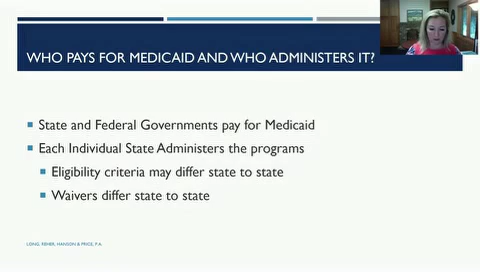 WHO PAYS FOR MEDICAID AND WHO ADMINISTERS IT?
State and Federal Governments pay for Medicaid
Each Individual State Administers the programs
Eligibility criteria may differ state to state
Waivers differ state to state
LONG, REHER, HANSON & PRICE, P.A.